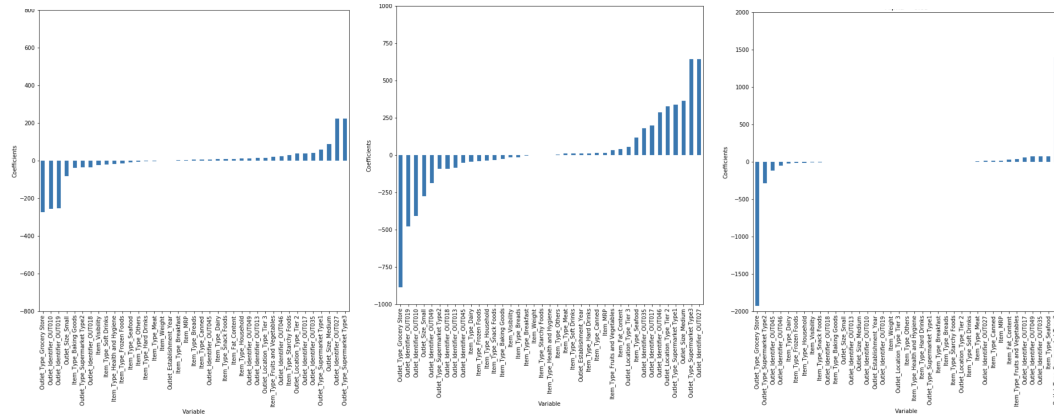 800
600
400
200
0
−200
−400
−600
−800
Coefficients
Outlet_Type_Grocery Store
Outlet_Identifier_OUT010
Outlet_Identifier_OUT019
Outlet_Size_Small
Item_Type_Baking Goods
Outlet_Type_Supermarket Type2
Outlet_Identifier_OUT018
Item_Visibility
Item_Type_Soft Drinks
Item_Type_Health and Hygiene
Item_Type_Frozen Foods
Item_Type_Seafood
Item_Type_Others
Item_Type_Hard Drinks
Item_Type_Meat
Item_Weight
Outlet_Establishment_Year
Item_Type_Breakfast
Item_MRP
Item_Type_Breads
Item_Type_Canned
Outlet_Identifier_OUT045
Item_Type_Dairy
Item_Type_Snack Foods
Item_Fat_Content
Item_Type_Household
Outlet_Identifier_OUT049
Outlet_Identifier_OUT013
Outlet_Location_Type_Tier 3
Item_Type_Fruits and Vegetables
Outlet_Identifier_OUT046
Item_Type_Starchy Foods
Outlet_Location_Type_Tier 2
Outlet_Identifier_OUT017
Outlet_Identifier_OUT035
Outlet_Type_Supermarket Type1
Outlet_Size_Medium
Outlet_Identifier_OUT027
Outlet_Type_Supermarket Type3
Variable
1000
750
500
250
0
−250
−500
−750
−1000
Coefficients
Outlet_Type_Grocery Store
Outlet_Identifier_OUT019
Outlet_Identifier_OUT010
Outlet_Size_Small
Outlet_Identifier_OUT049
Outlet_Type_Supermarket Type2
Outlet_Identifier_OUT018
Outlet_Identifier_OUT013
Outlet_Identifier_OUT045
Item_Type_Dairy
Item_Type_Frozen Foods
Item_Type_Household
Item_Type_Snack Foods
Item_Type_Baking Goods
Item_Visibility
Item_Type_Breads
Item_Type_Breakfast
Item_Weight
Item_Type_Starchy Foods
Item_Type_Health and Hygiene
Item_Type_Others
Item_Type_Meat
Item_Type_Soft Drinks
Outlet_Establishment_Year
Item_Type_Hard Drinks
Item_Type_Canned
Item_MRP
Item_Type_Fruits and Vegetables
Item_Fat_Content
Outlet_Location_Type_Tier 3
Item_Type_Seafood
Outlet_Identifier_OUT035
Outlet_Identifier_OUT017
Outlet_Identifier_OUT046
Outlet_Location_Type_Tier 2
Outlet_Type_Supermarket Type1
Outlet_Size_Medium
Outlet_Type_Supermarket Type3
Outlet_Identifier_OUT027
Variable
2000
1500
1000
500
0
−500
−1000
−1500
−2000
Coefficients
Outlet_Type_Grocery Store
Outlet_Type_Supermarket Type2
Outlet_Identifier_OUT045
Outlet_Identifier_OUT046
Item_Type_Dairy
Item_Type_Frozen Foods
Item_Type_Household
Item_Visibility
Item_Type_Snack Foods
Item_Type_Baking Goods
Outlet_Identifier_OUT018
Outlet_Size_Small
Outlet_Identifier_OUT013
Outlet_Size_Medium
Outlet_Identifier_OUT010
Outlet_Establishment_Year
Outlet_Identifier_OUT019
Item_Weight
Outlet_Location_Type_Tier 3
Item_Type_Health and Hygiene
Item_Type_Others
Outlet_Type_Supermarket Type1
Item_Type_Hard Drinks
Item_Type_Meat
Item_Type_Breakfast
Item_Type_Breads
Item_Type_Starchy Foods
Item_Type_Soft Drinks
Outlet_Location_Type_Tier 2
Outlet_Identifier_OUT027
Item_Type_Canned
Item_MRP
Item_Fat_Content
Item_Type_Fruits and Vegetables
Outlet_Identifier_OUT017
Outlet_Identifier_OUT049
Outlet_Identifier_OUT035
Item_Type_Seafood
Variable